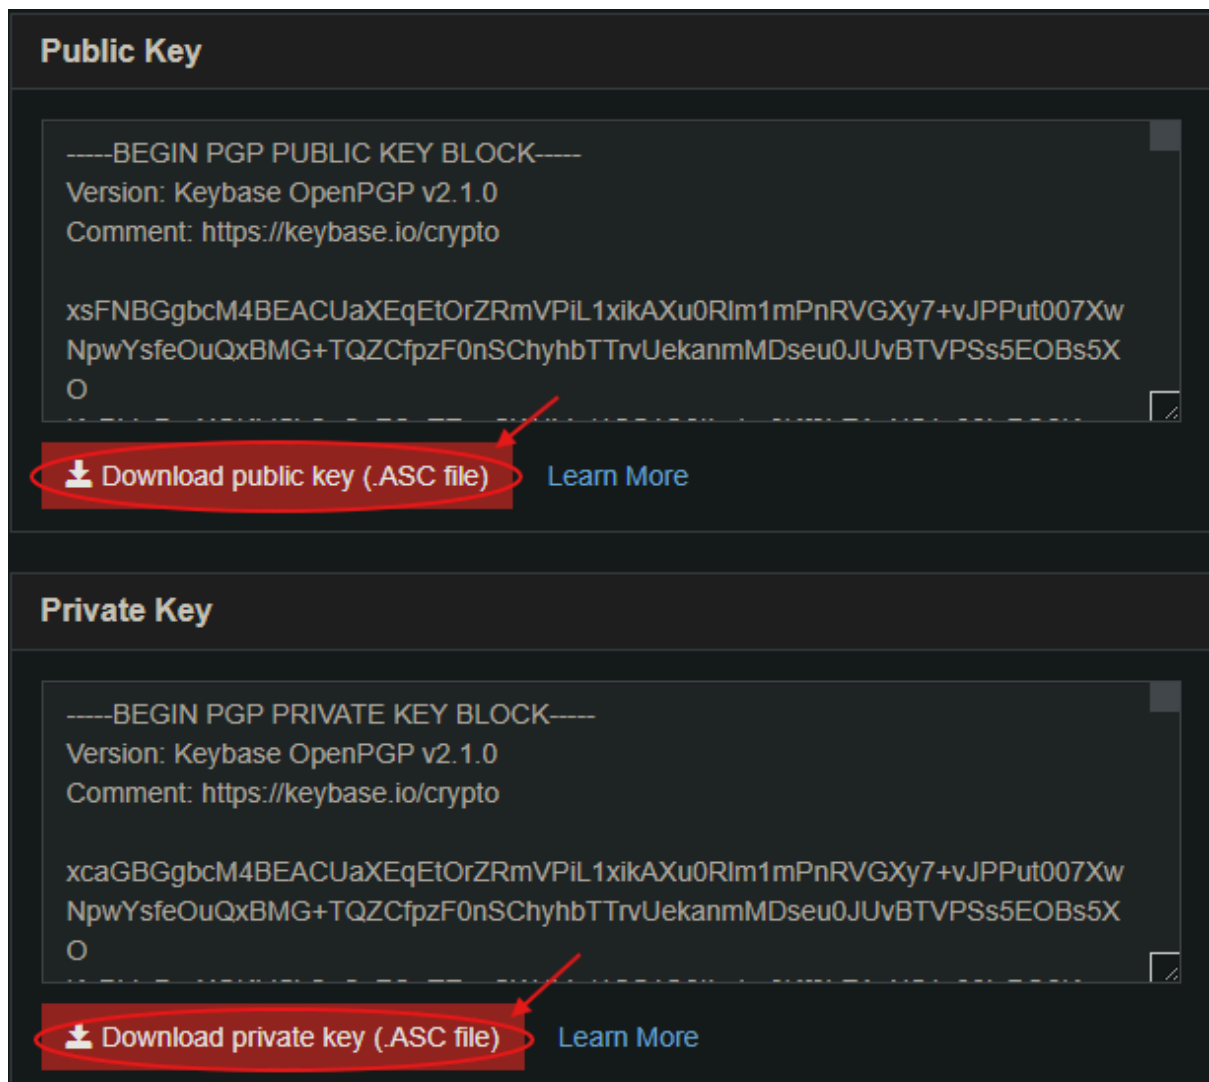 Public Key
-----BEGIN PGP PUBLIC KEY BLOCK-----
Version: Keybase OpenPGP v2.1.0
Comment: https://keybase.io/crypto
xsFNBGgbcM4BEACUaXEqEtOrZRmVPiL1xikAXu0RIm1mPnRVGXy7+vJPPut007Xw
NpwYsfeOuQxBMG+TQZCfpzF0nSChyhbTTrvUekanmMDseu0JUvBTVPSs5EOBs5X
O
Download public key (.ASC file)
Learn More
Private Key
-----BEGIN PGP PRIVATE KEY BLOCK-----
Version: Keybase OpenPGP v2.1.0
Comment: https://keybase.io/crypto
xcaGBGgbcM4BEACUaXEqEtOrZRmVPiL1xikAXu0RIm1mPnRVGXy7+vJPPut007Xw
NpwYsfeOuQxBMG+TQZCfpzF0nSChyhbTTrvUekanmMDseu0JUvBTVPSs5EOBs5X
O
Download private key (.ASC file)
Learn More